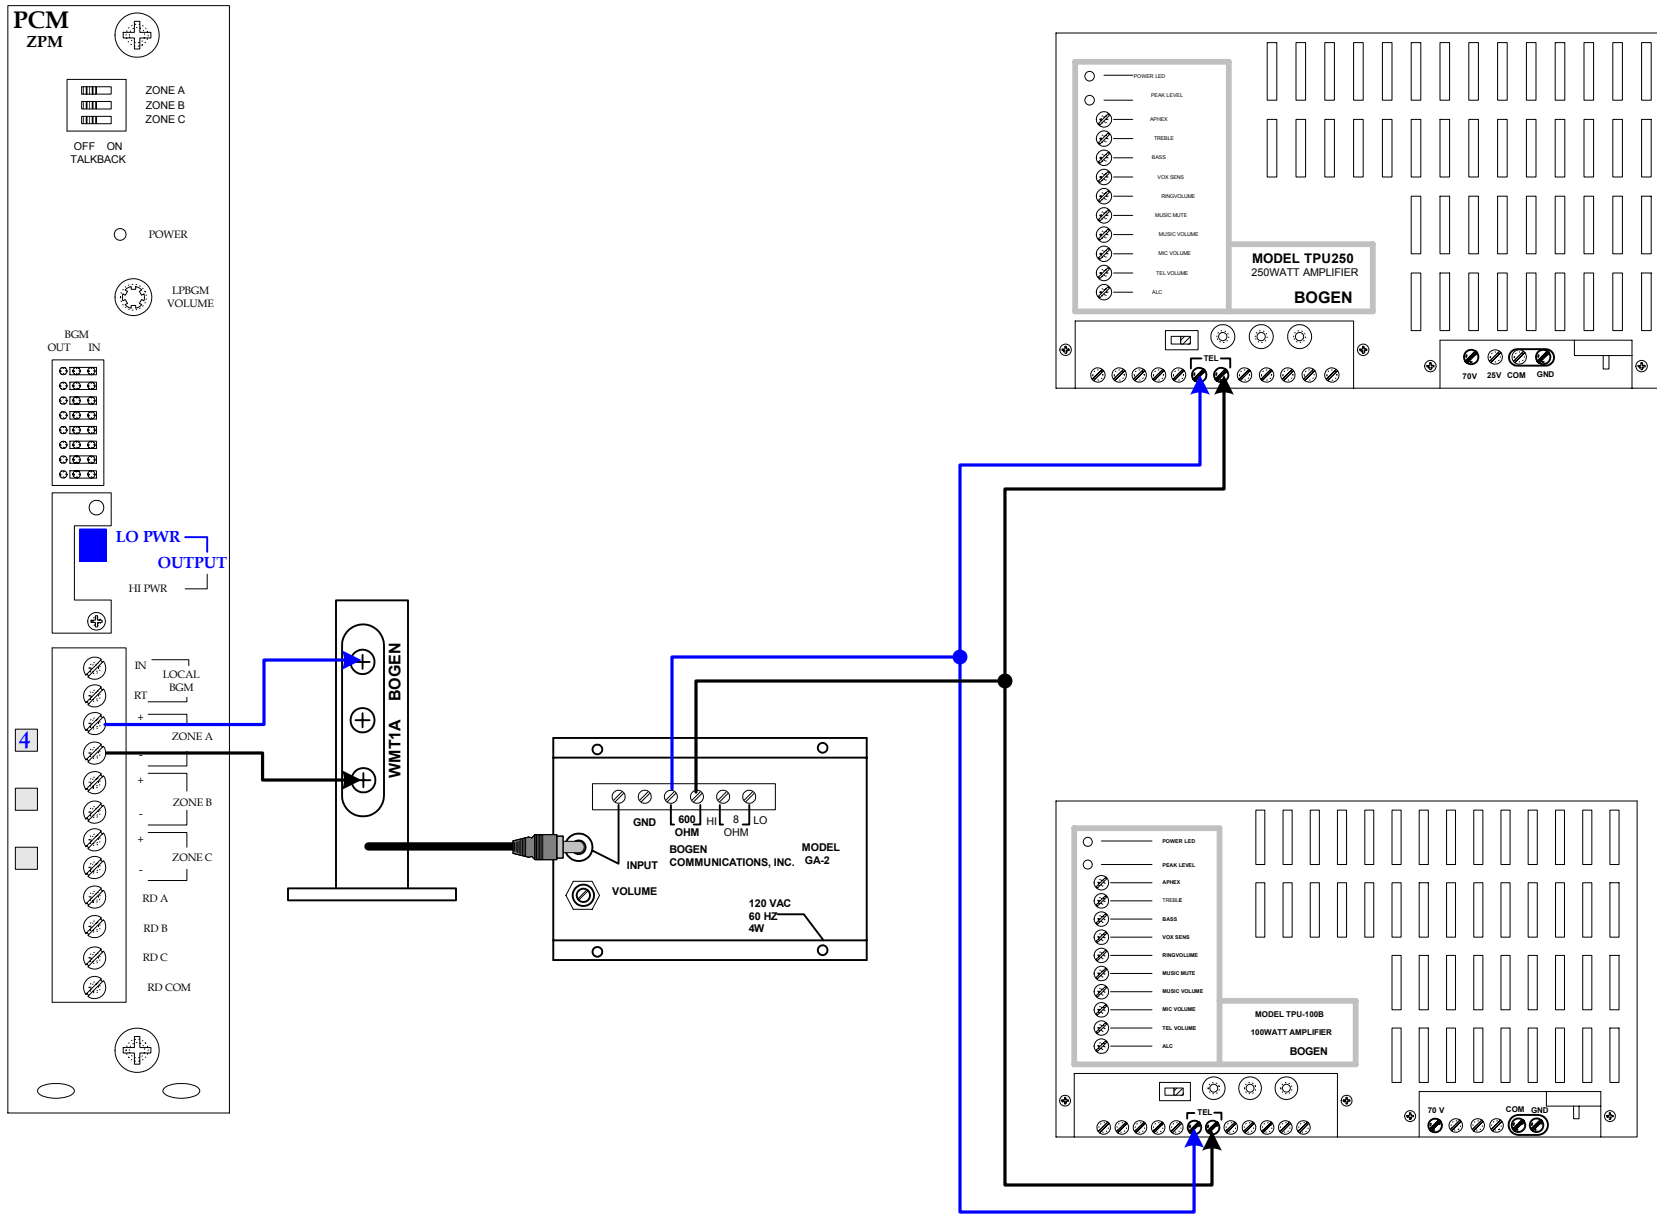 PCM
ZPM
ZONE A
ZONE B
ZONE C
OFF ON
TALKBACK
POWER
LPBGM
VOLUME
BGM
OUT IN
LO PWR
OUTPUT
HI PWR
IN
LOCAL
BGM
RT
+
ZONE A
-
+
ZONE B
-
+
ZONE C
-
RD A
RD B
RD C
RD COM
4
WMT1A BOGEN
GND
600
OHM
HI
8
OHM
LO
INPUT
BOGEN
COMMUNICATIONS, INC.
MODEL
GA-2
VOLUME
120 VAC
60 HZ
4W
POWER LED
PEAK LEVEL
APHEX
TREBLE
BASS
VOX SENS
RINGVOLUME
MUSIC MUTE
MUSIC VOLUME
MIC VOLUME
TEL VOLUME
ALC
MODEL TPU250
250WATT AMPLIFIER
BOGEN
TEL
70V 25V COM GND
POWER LED
PEAK LEVEL
APHEX
TREBLE
BASS
VOX SENS
RINGVOLUME
MUSIC MUTE
MUSIC VOLUME
MIC VOLUME
TEL VOLUME
ALC
MODEL TPU-100B
100WATT AMPLIFIER
BOGEN
TEL
70 V COM GND